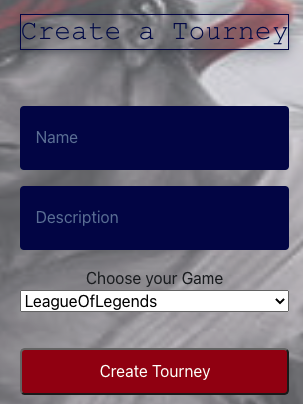 Create a Tourney
Name
Description
Choose your Game
LeagueOfLegends
Create Tourney